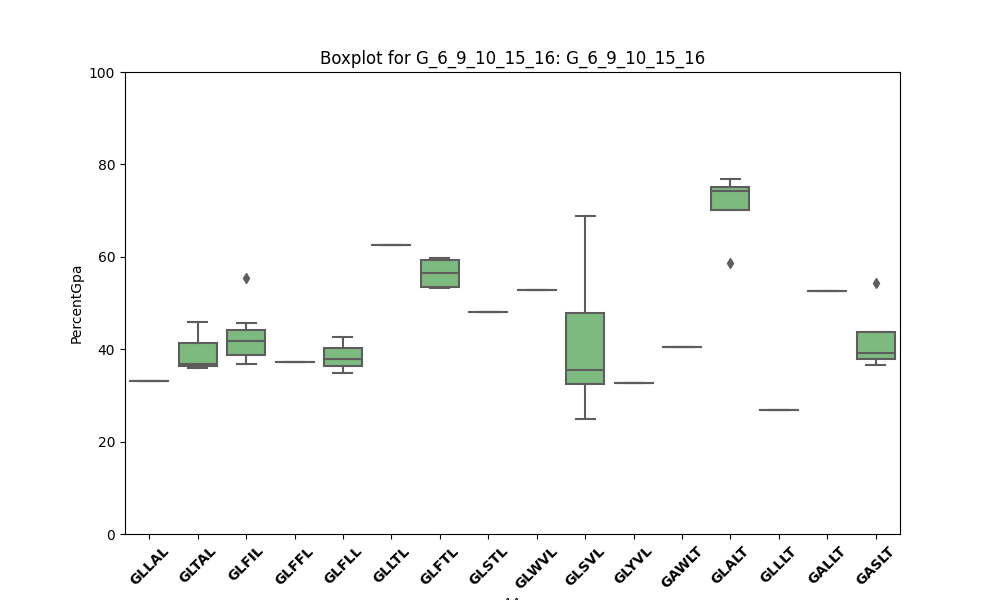 Boxplot for G_6_9_10_15_16: G_6_9_10_15_16
PercentGpa
100
80
60
40
20
0
GLLAL
GLTAL
GLFIL
GLFFL
GLFLL
GLLTL
GLFTL
GLSTL
GLWVL
GLSVL
GLYVL
GAWLT
GLALT
GLLLT
GALLT
GASLT